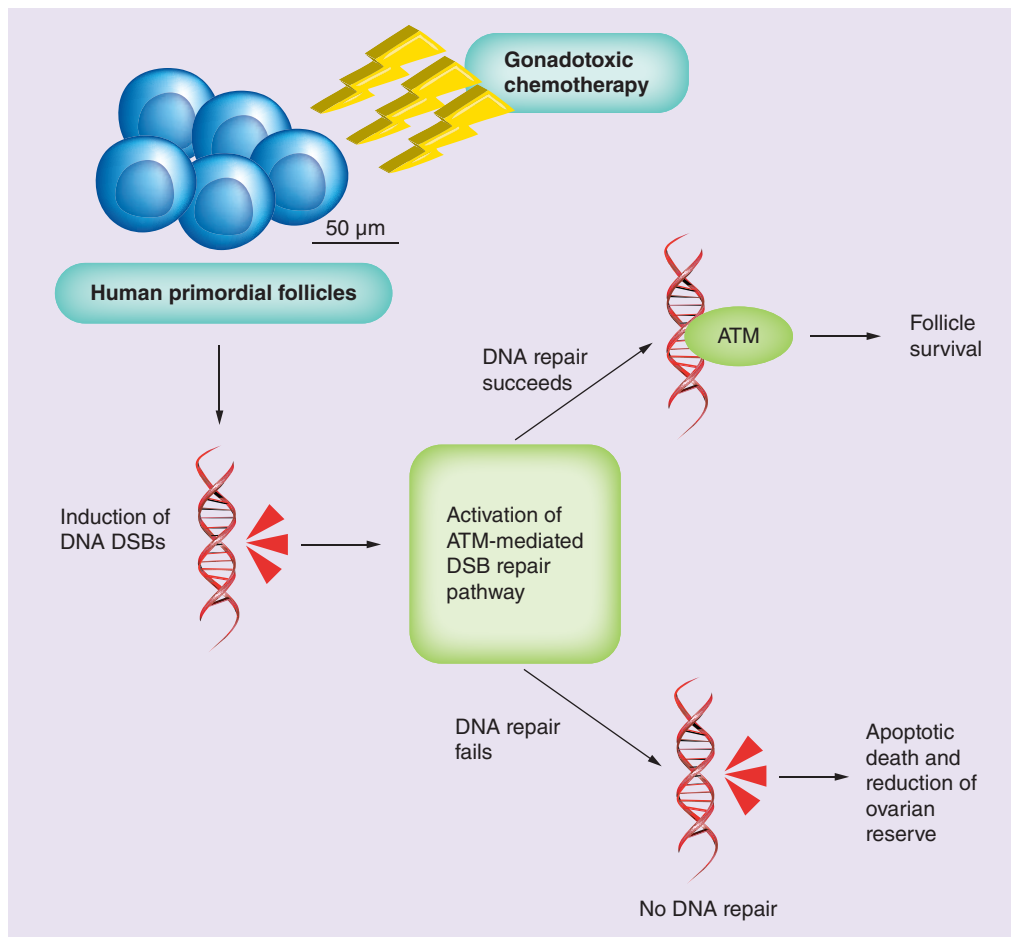 Gonadotoxic
chemotherapy
50 µm
Human primordial follicles
DNA repair
succeeds
ATM
Follicle
survival
Induction of
DNA DSBs
Activation of
ATM-mediated
DSB repair
pathway
DNA repair
fails
Apoptotic
death and
reduction of
ovarian
reserve
No DNA repair